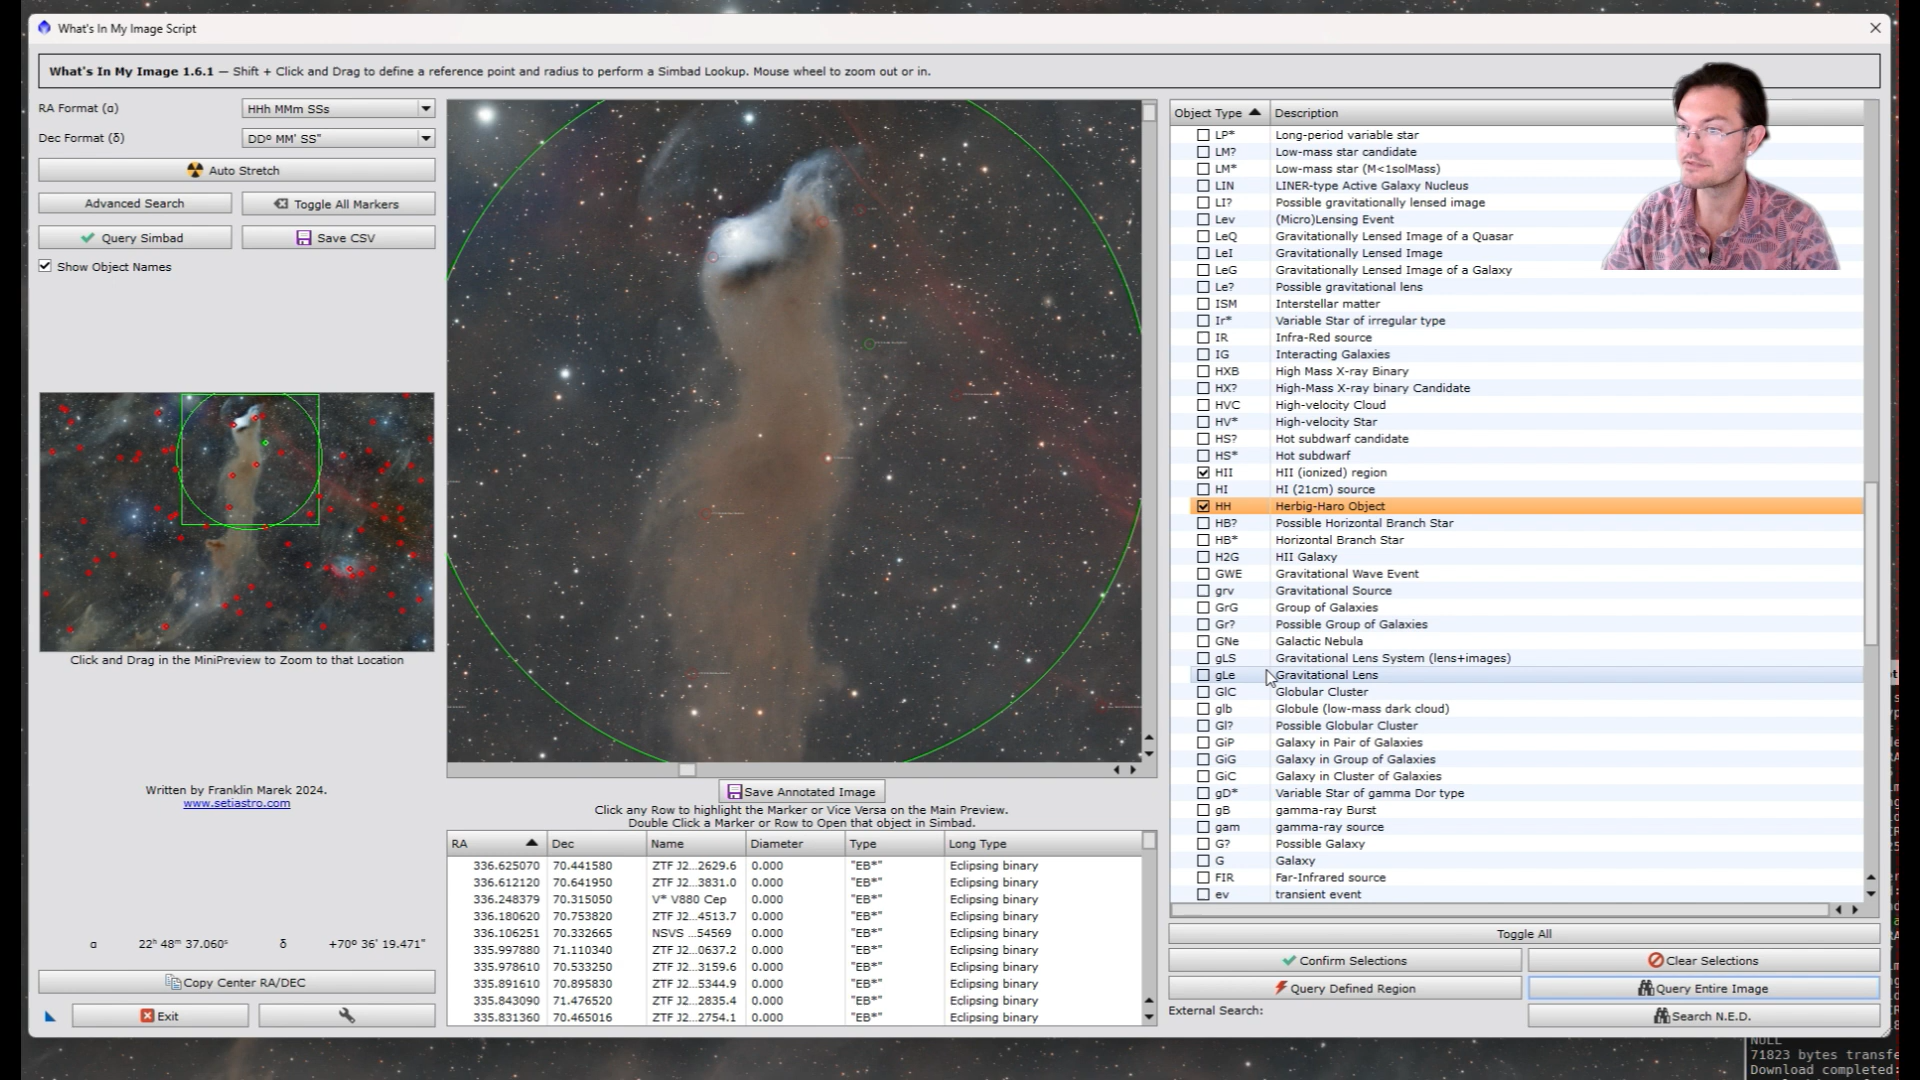 What's In My Image Script
What's In My Image 1.6.1 — Shift + Click and Drag to define a reference point and radius to perform a Simbad Lookup. Mouse wheel to zoom out or in.
RA Format (α)
HHh MMm SSs
Dec Format (δ)
DDº MM' SS"
Auto Stretch
Advanced Search
Toggle All Markers
Query Simbad
Save CSV
Show Object Names
Click and Drag in the MiniPreview to Zoom to that Location
Written by Franklin Marek 2024.
www.setiastro.com
α 22ʰ 48ᵐ 37.060ˢ δ +70º 36' 19.471"
Copy Center RA/DEC
Exit
Save Annotated Image
Click any Row to highlight the Marker or Vice Versa on the Main Preview.
Double Click a Marker or Row to Open that object in Simbad.
RA Dec Name Diameter Type Long Type
336.625070 70.441580 ZTF J2...2629.6 0.000 "EB*" Eclipsing binary
336.612120 70.641950 ZTF J2...3831.0 0.000 "EB*" Eclipsing binary
336.248379 70.315050 V* V880 Cep 0.000 "EB*" Eclipsing binary
336.180620 70.753820 ZTF J2...4513.7 0.000 "EB*" Eclipsing binary
336.106251 70.332665 NSVS ...54569 0.000 "EB*" Eclipsing binary
335.997880 71.110340 ZTF J2...0637.2 0.000 "EB*" Eclipsing binary
335.978610 70.533250 ZTF J2...3159.6 0.000 "EB*" Eclipsing binary
335.891610 70.895830 ZTF J2...5344.9 0.000 "EB*" Eclipsing binary
335.843090 71.476520 ZTF J2...2835.4 0.000 "EB*" Eclipsing binary
335.831360 70.465016 ZTF J2...2754.1 0.000 "EB*" Eclipsing binary
Object Type Description
LP* Long-period variable star
LM? Low-mass star candidate
LM* Low-mass star (M<1solMass)
LIN LINER-type Active Galaxy Nucleus
LI? Possible gravitationally lensed image
Lev (Micro)Lensing Event
LeQ Gravitationally Lensed Image of a Quasar
LeI Gravitationally Lensed Image
LeG Gravitationally Lensed Image of a Galaxy
Le? Possible gravitational lens
ISM Interstellar matter
Ir* Variable Star of irregular type
IR Infra-Red source
IG Interacting Galaxies
HXB High Mass X-ray Binary
HX? High-Mass X-ray binary Candidate
HVC High-velocity Cloud
HV* High-velocity Star
HS? Hot subdwarf candidate
HS* Hot subdwarf
HII HII (ionized) region
HI HI (21cm) source
HH Herbig-Haro Object
HB? Possible Horizontal Branch Star
HB* Horizontal Branch Star
H2G HII Galaxy
GWE Gravitational Wave Event
grv Gravitational Source
GrG Group of Galaxies
Gr? Possible Group of Galaxies
GNe Galactic Nebula
gLS Gravitational Lens System (lens+images)
gLe Gravitational Lens
GlC Globular Cluster
glb Globule (low-mass dark cloud)
Gl? Possible Globular Cluster
GiP Galaxy in Pair of Galaxies
GiG Galaxy in Group of Galaxies
GiC Galaxy in Cluster of Galaxies
gD* Variable Star of gamma Dor type
gB gamma-ray Burst
gam gamma-ray source
G? Possible Galaxy
G Galaxy
FIR Far-Infrared source
ev transient event
Toggle All
Confirm Selections
Clear Selections
Query Defined Region
Query Entire Image
External Search:
Search N.E.D.
NULL
71823 bytes transfe
Download completed: